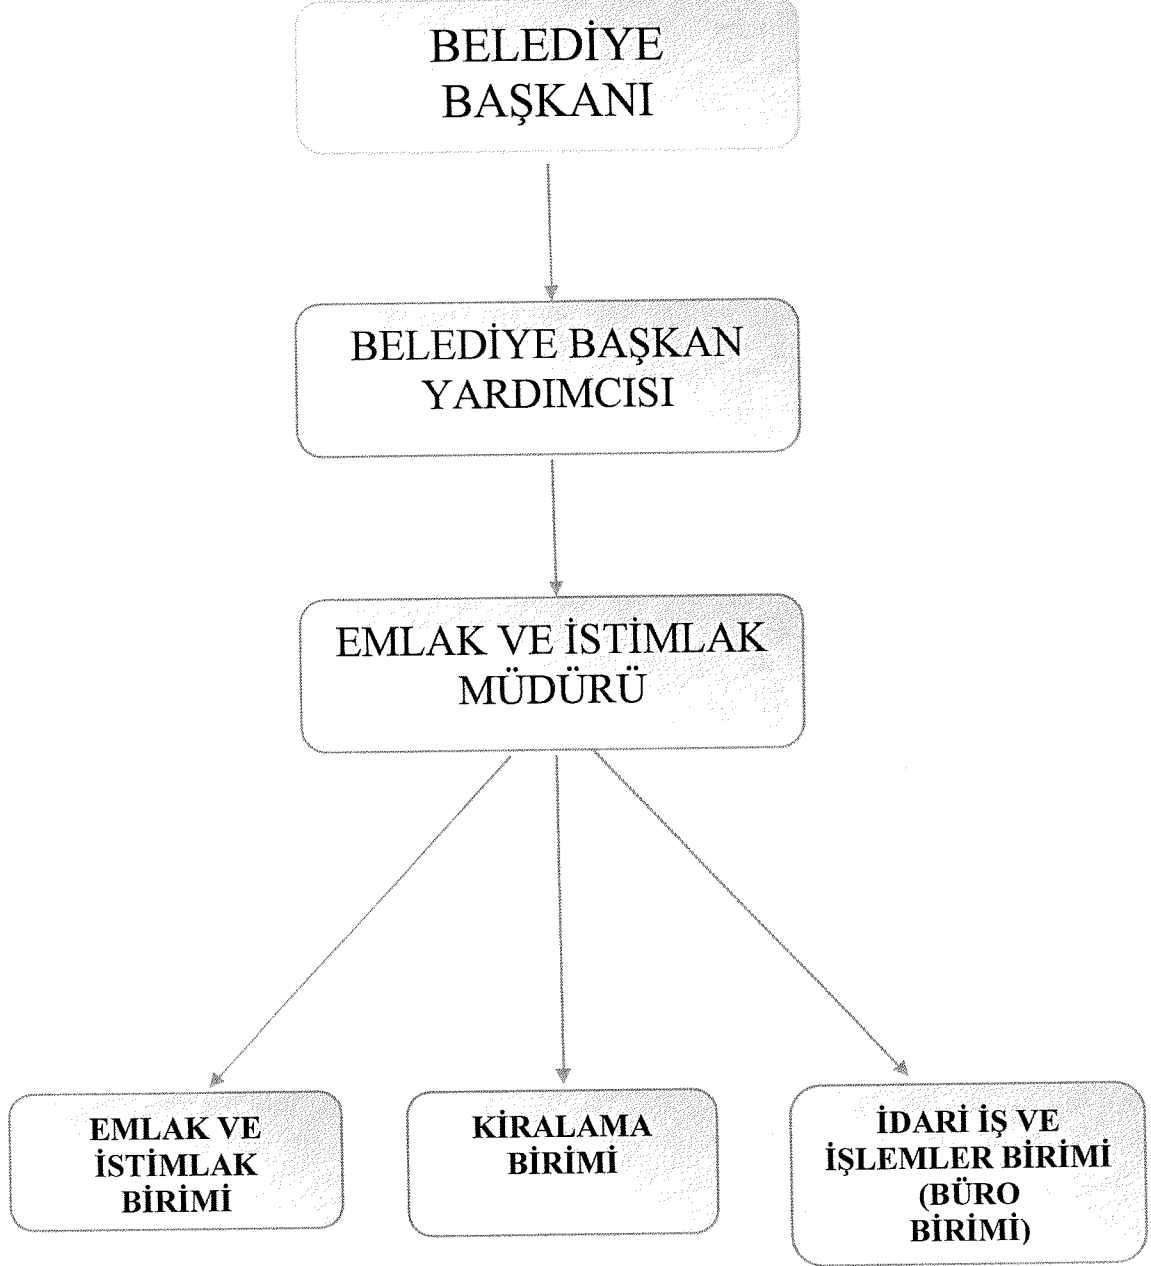 BELEDİYE
BAŞKANI
BELEDİYE BAŞKAN
YARDIMCISI
EMLAK VE İSTİMLAK
MÜDÜRÜ
EMLAK VE
İSTİMLAK
BİRİMİ
KİRALAMA
BİRİMİ
İDARİ İŞ VE
İŞLEMLER BİRİMİ
(BÜRO
BİRİMİ)